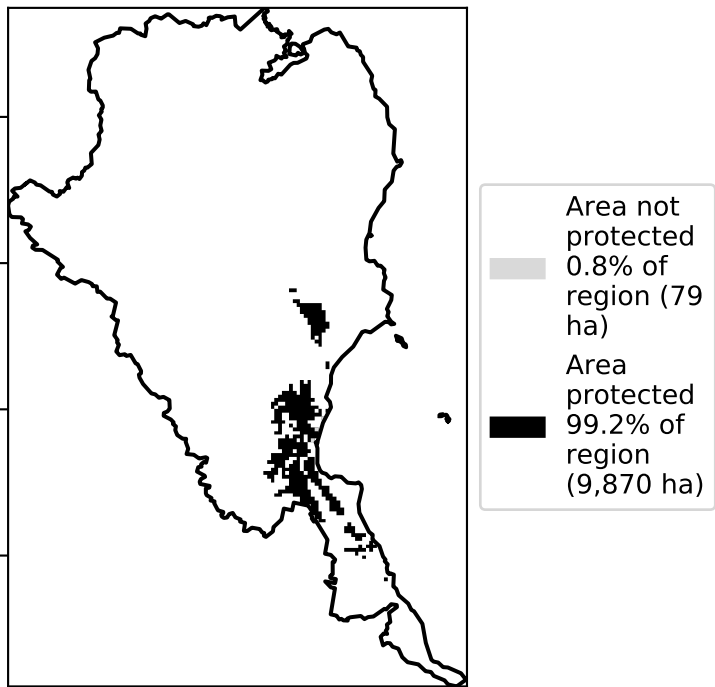 Area not
protected
0.8% of
region (79
ha)
Area
protected
99.2% of
region
(9,870 ha)